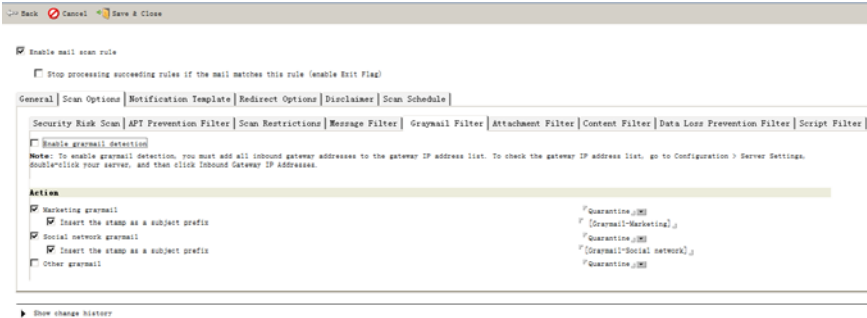 Back Cancel Save & Close
Enable mail scan rule
Stop processing succeeding rules if the mail matches this rule (enable Exit Flag)
General Scan Options Notification Template Redirect Options Disclaimer Scan Schedule
Security Risk Scan APT Prevention Filter Scan Restrictions Message Filter Graymail Filter Attachment Filter Content Filter Data Loss Prevention Filter Script Filter
Enable graymail detection
Note: To enable graymail detection, you must add all inbound gateway addresses to the gateway IP address list. To check the gateway IP address list, go to Configuration > Server Settings,
double-click your server, and then click Inbound Gateway IP Addresses.
Action
Marketing graymail Quarantine
Insert the stamp as a subject prefix [Graymail-Marketing]
Social network graymail Quarantine
Insert the stamp as a subject prefix [Graymail-Social network]
Other graymail Quarantine
Show change history